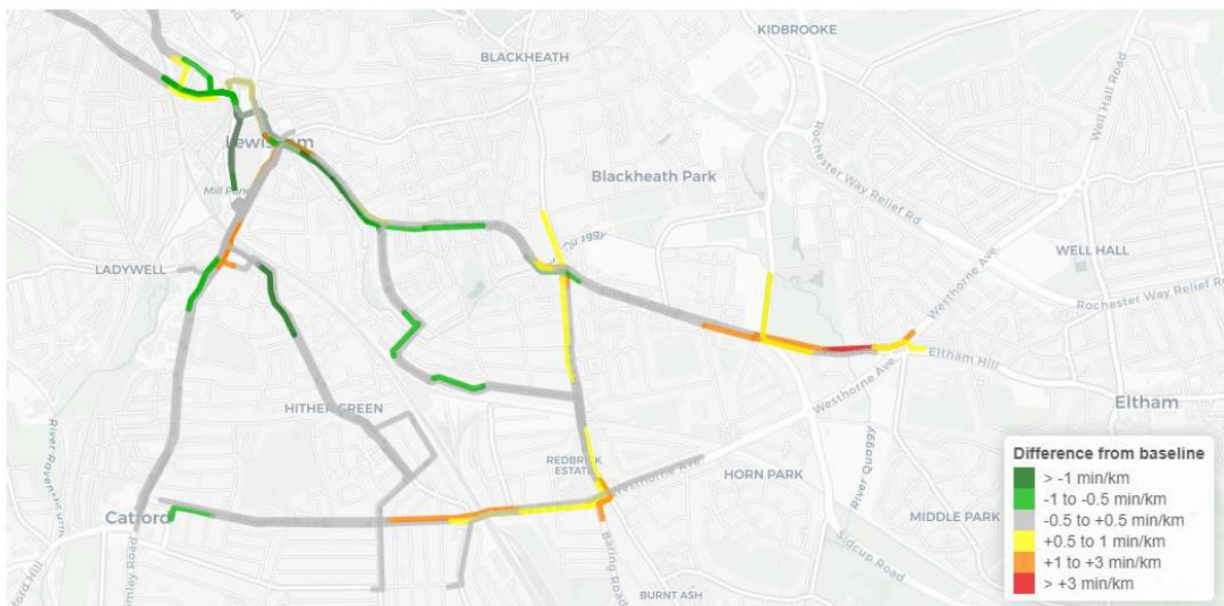 KIDBROOKE
BLACKHEATH
Well Hall Road
Rochester Way Relief Rd
Blackheath Park
Mill Pond
WELL HALL
LADYWELL
Westhorne Ave
Rochester Way Relief R
Eltham Hill
Westhorne Ave
Eltham
HITHER GREEN
REDBRICK
ESTATE
Westhorne Ave
HORN PARK
River Quaggy
Catford
Baring Road
MIDDLE PARK
Sidcup Road
BURNT ASH
Difference from baseline
> -1 min/km
-1 to -0.5 min/km
-0.5 to +0.5 min/km
+0.5 to 1 min/km
+1 to +3 min/km
> +3 min/km